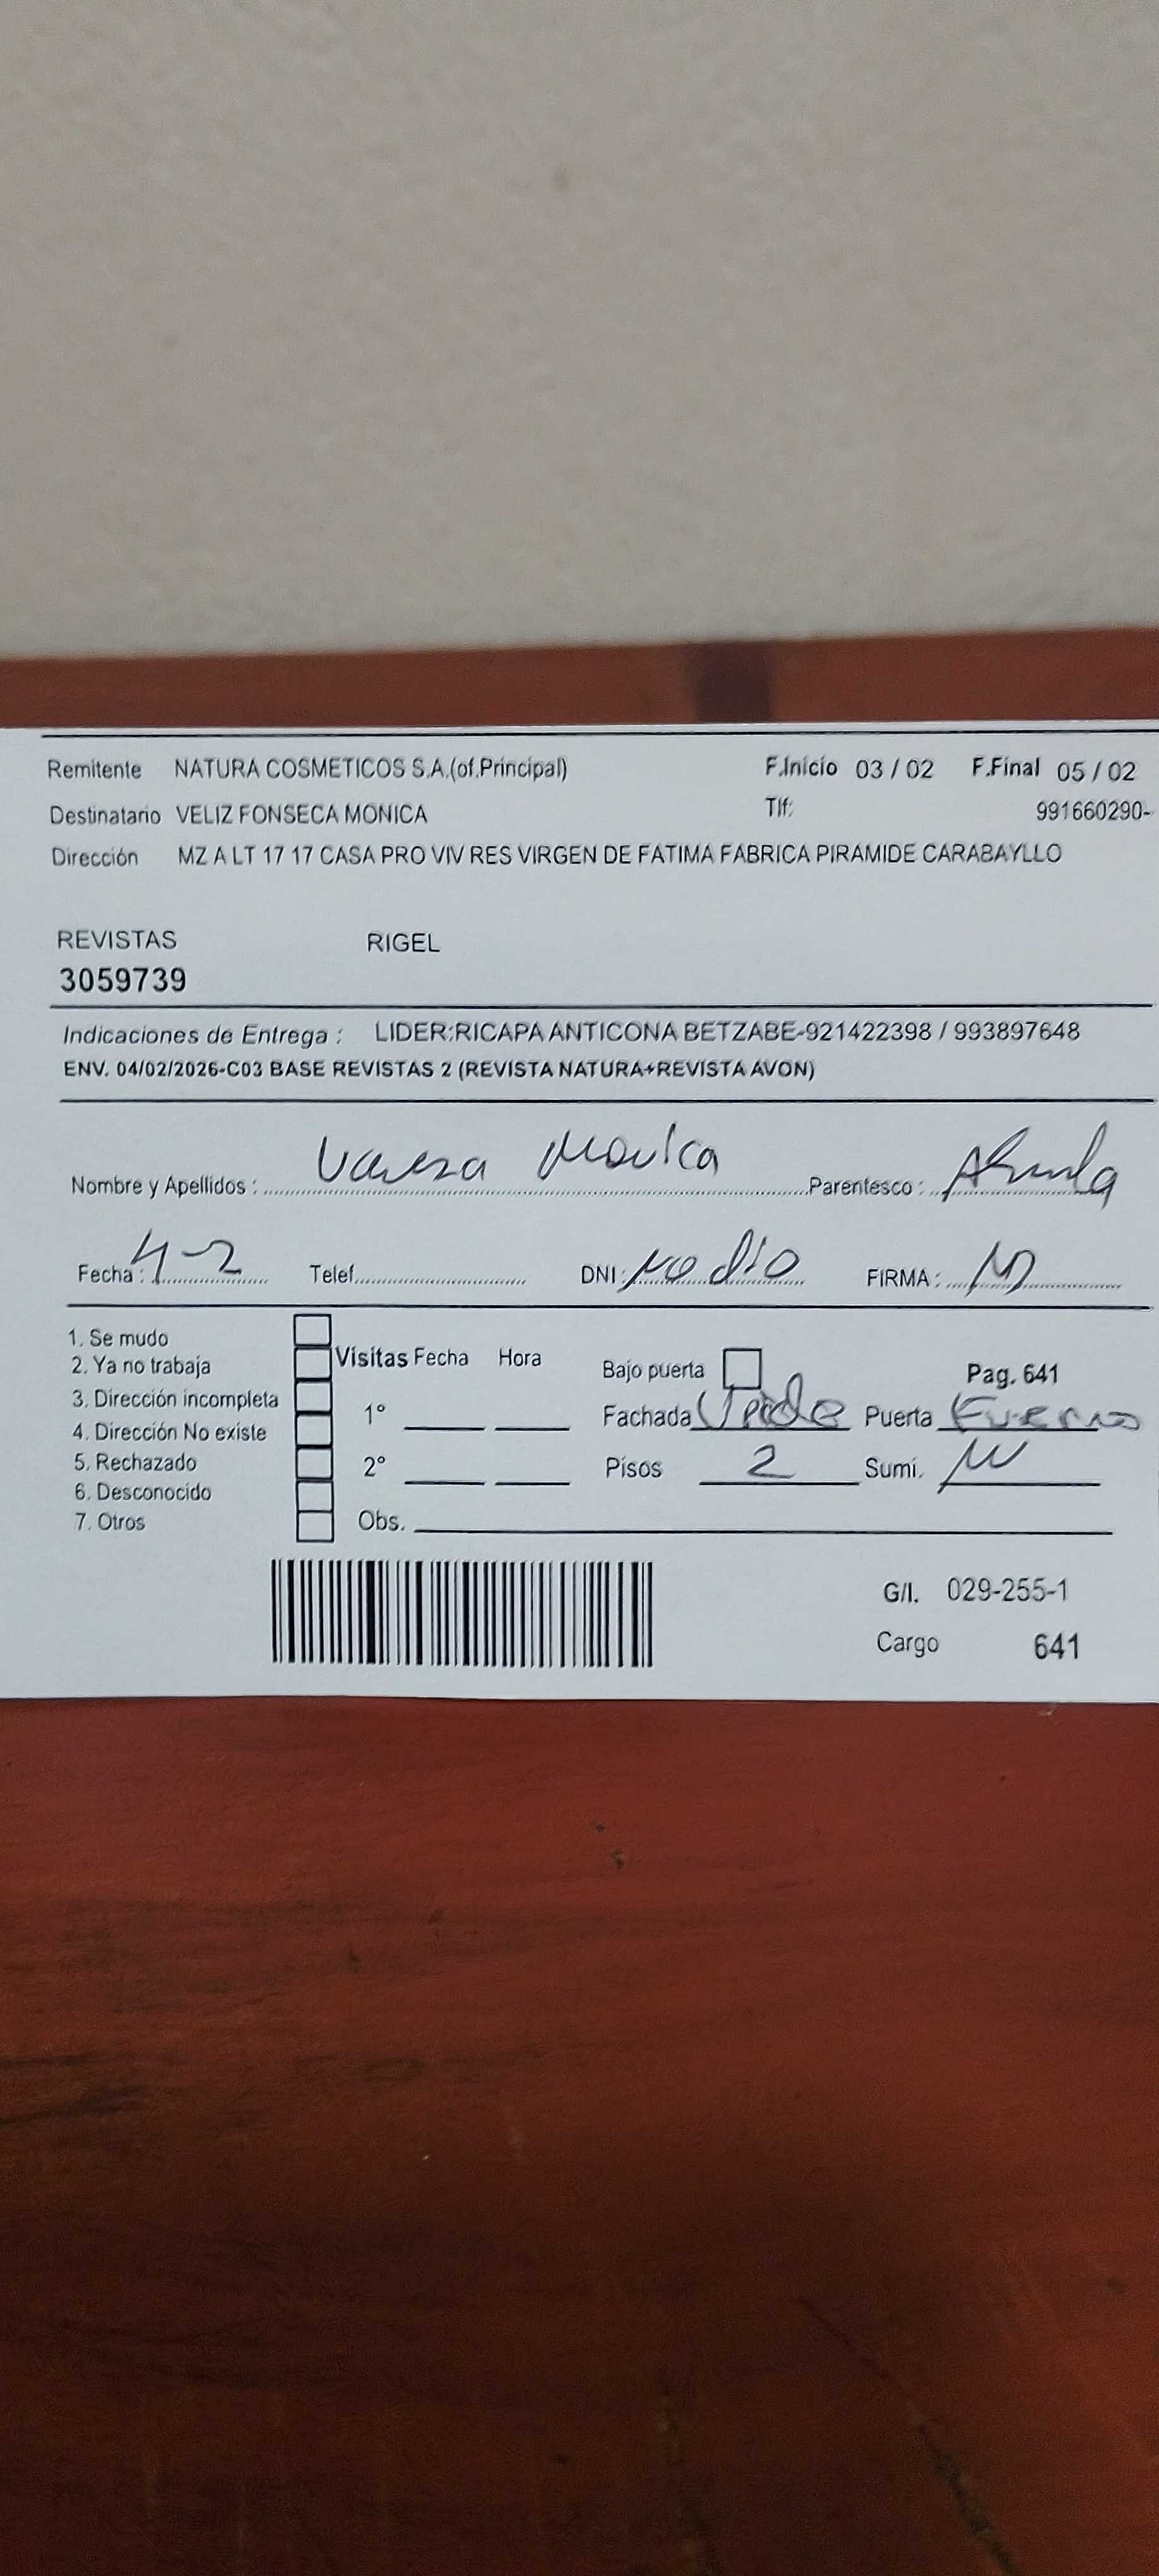 Remitente NATURA COSMETICOS S.A.(of.Principal) F.Inicio 03 / 02 F.Final 05 / 02
Destinatario VELIZ FONSECA MONICA Tlf: 991660290-
Dirección MZ A LT 17 17 CASA PRO VIV RES VIRGEN DE FATIMA FABRICA PIRAMIDE CARABAYLLO
REVISTAS RIGEL
3059739
Indicaciones de Entrega : LIDER:RICAPA ANTICONA BETZABE-921422398 / 993897648
ENV. 04/02/2026-C03 BASE REVISTAS 2 (REVISTA NATURA+REVISTA AVON)
Nombre y Apellidos : Monica Parentesco :
Fecha : 4-2 Telef. DNI : No dio FIRMA :
1. Se mudo
2. Ya no trabaja Visitas Fecha Hora Bajo puerta Pag. 641
3. Dirección incompleta
4. Dirección No existe 1° Fachada Puerta
5. Rechazado 2° Pisos 2 Sumi.
6. Desconocido
7. Otros Obs.
G/I. 029-255-1
Cargo 641